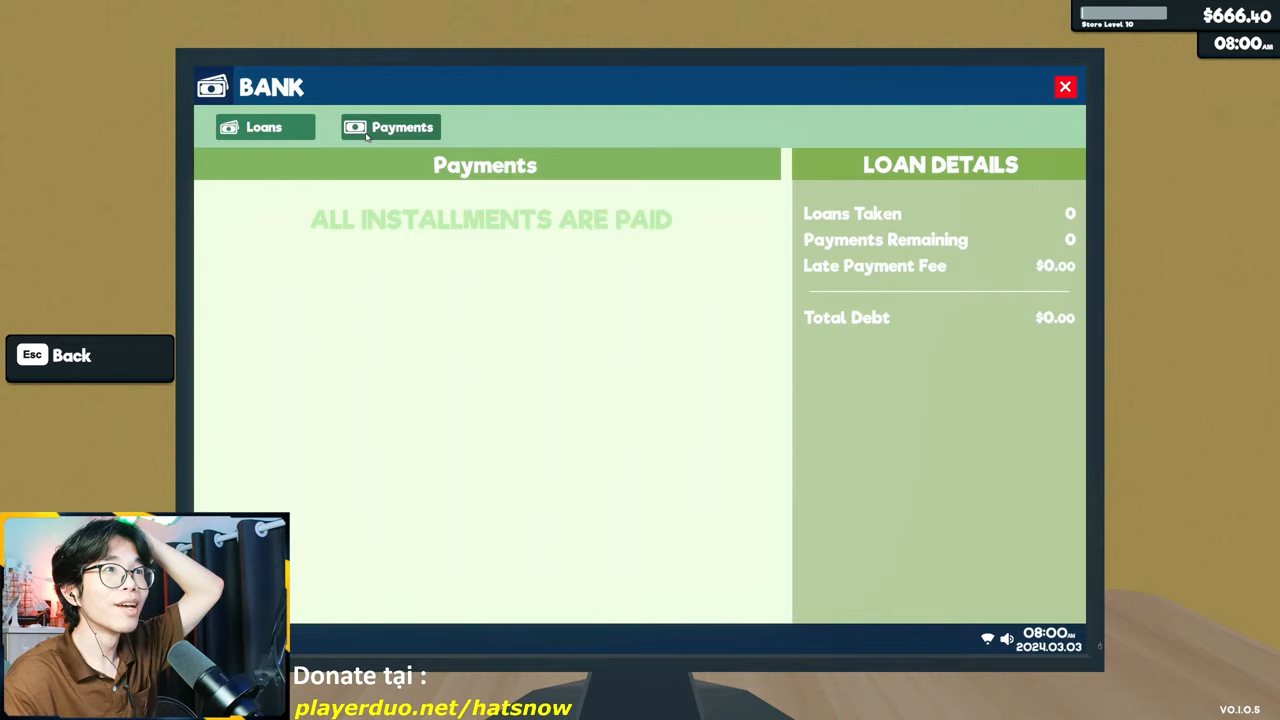 $666.40
Store Level 10
08:00AM
BANK
Loans
Payments
Payments
LOAN DETAILS
ALL INSTALLMENTS ARE PAID
Loans Taken 0
Payments Remaining 0
Late Payment Fee $0.00
Total Debt $0.00
Esc Back
08:00AM
2024.03.03
Donate tại :
playerduo.net/hatsnow
V0.1.0.5